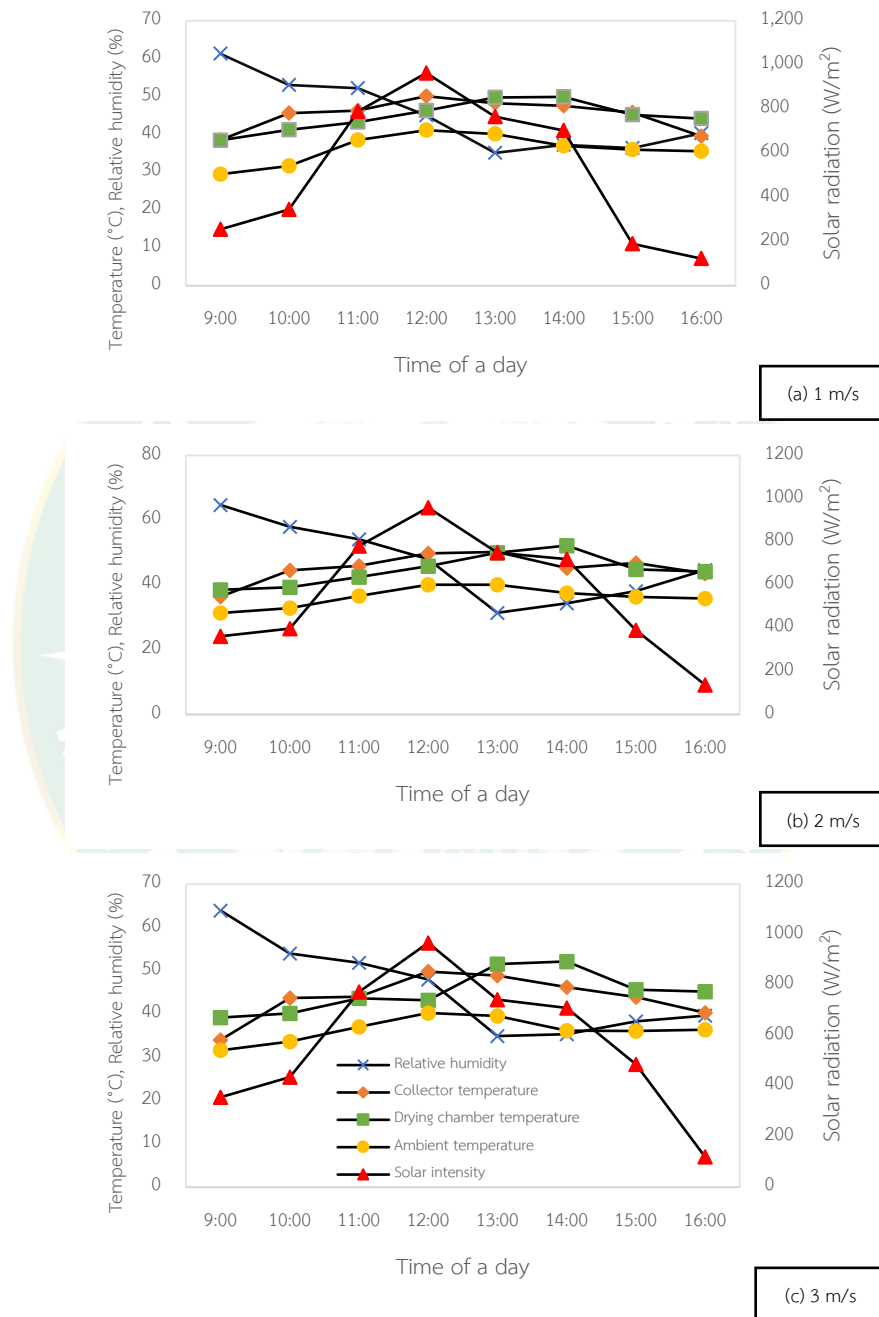 Temperature (˚C), Relative humidity (%)
70
60
50
40
30
20
10
0
1,200
1,000
800
600
400
200
0
Solar radiation (W/m²)
9:00 10:00 11:00 12:00 13:00 14:00 15:00 16:00
Time of a day
(a) 1 m/s
Temperature (˚C), Relative humidity (%)
80
60
40
20
0
1200
1000
800
600
400
200
0
Solar radiation (W/m²)
9:00 10:00 11:00 12:00 13:00 14:00 15:00 16:00
Time of a day
(b) 2 m/s
Temperature (˚C), Relative humidity (%)
70
60
50
40
30
20
10
0
Relative humidity
Collector temperature
Drying chamber temperature
Ambient temperature
Solar intensity
1200
1000
800
600
400
200
0
Solar radiation (W/m²)
9:00 10:00 11:00 12:00 13:00 14:00 15:00 16:00
Time of a day
(c) 3 m/s